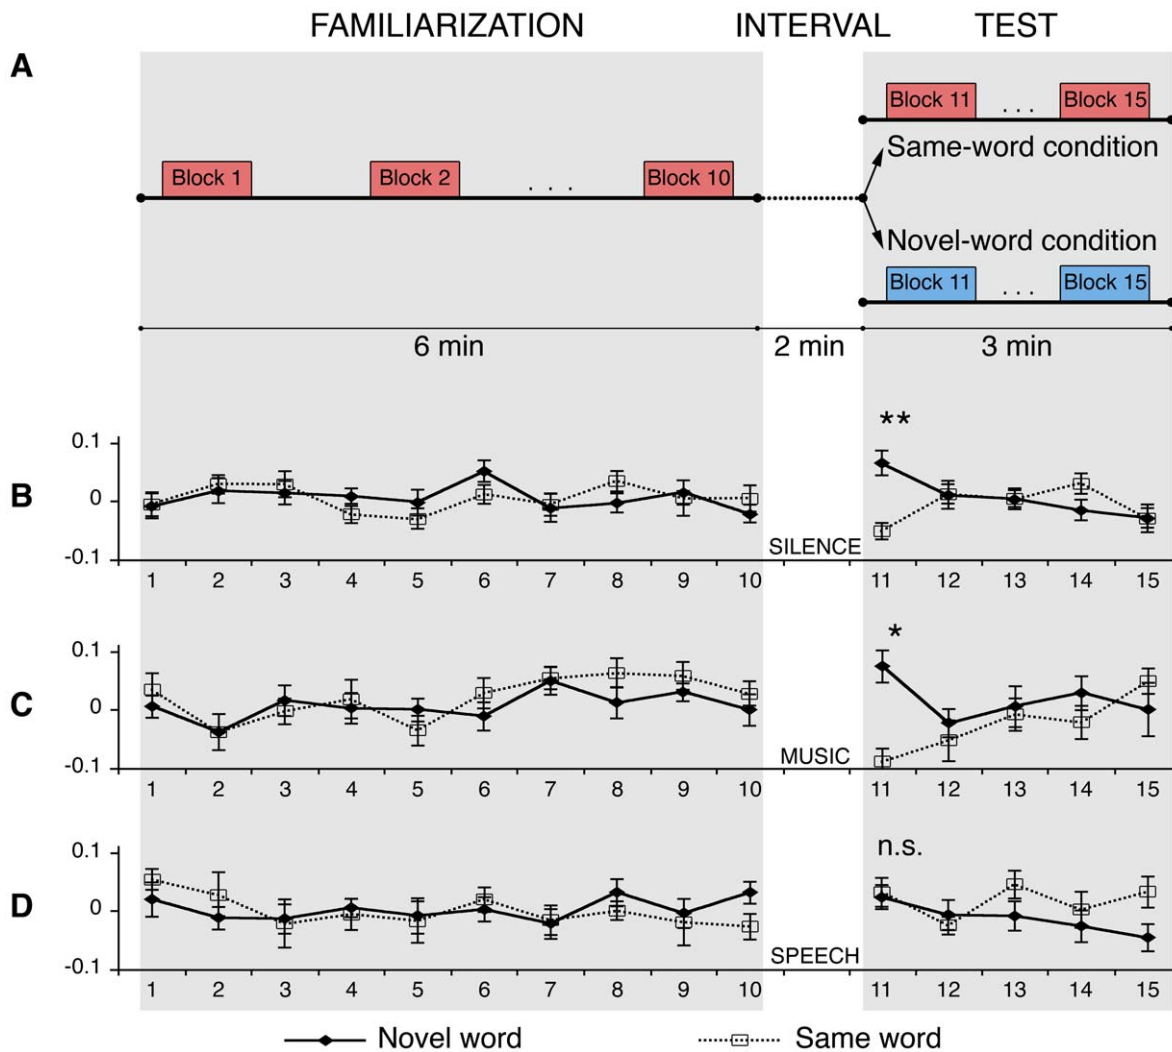 FAMILIARIZATION INTERVAL TEST
A
Block 11 . . . Block 15
Same-word condition
Block 1 Block 2 . . . Block 10
Novel-word condition
Block 11 . . . Block 15
6 min 2 min 3 min
**
0.1
B 0
-0.1 SILENCE
1 2 3 4 5 6 7 8 9 10 11 12 13 14 15
*
0.1
C 0
-0.1 MUSIC
1 2 3 4 5 6 7 8 9 10 11 12 13 14 15
n.s.
0.1
D 0
-0.1 SPEECH
1 2 3 4 5 6 7 8 9 10 11 12 13 14 15
Novel word Same word